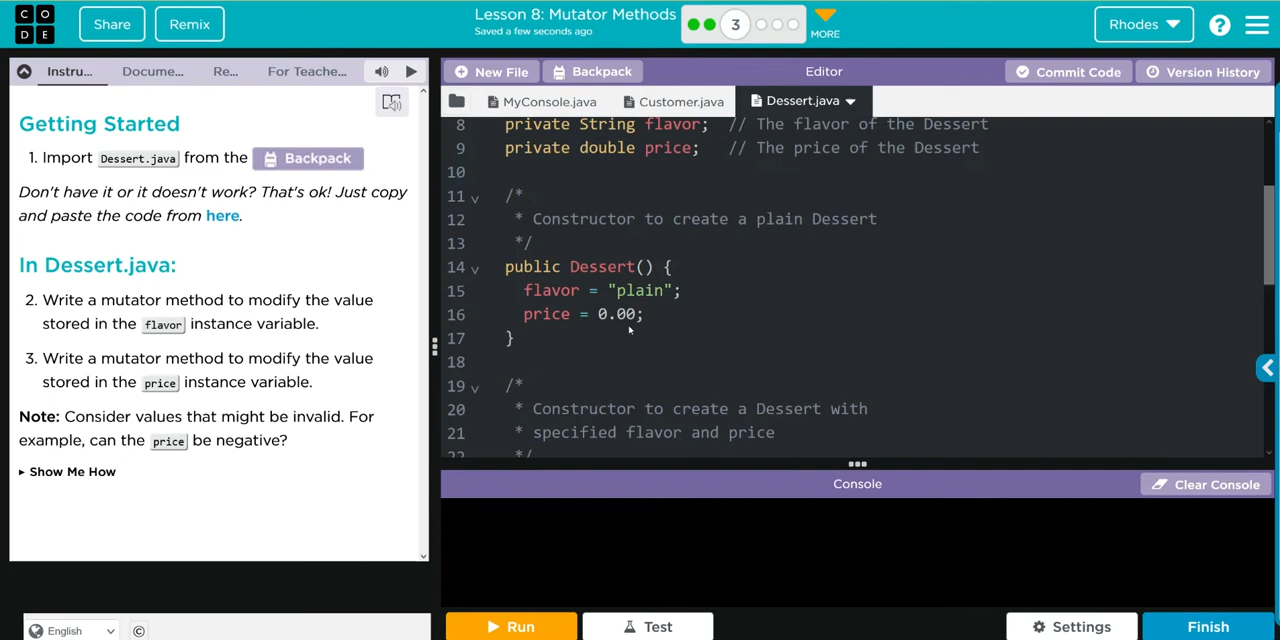 CODE
Share
Remix
Lesson 8: Mutator Methods
Saved a few seconds ago
3
MORE
Rhodes
?
Instru...
Docume...
Re...
For Teache...
New File
Backpack
Editor
Commit Code
Version History
MyConsole.java
Customer.java
Dessert.java
Getting Started
1. Import Dessert.java from the Backpack
Don't have it or it doesn't work? That's ok! Just copy
and paste the code from here.
In Dessert.java:
2. Write a mutator method to modify the value
stored in the flavor instance variable.
3. Write a mutator method to modify the value
stored in the price instance variable.
Note: Consider values that might be invalid. For
example, can the price be negative?
Show Me How
8 private String flavor; // The flavor of the Dessert
9 private double price; // The price of the Dessert
10
11 /*
12 * Constructor to create a plain Dessert
13 */
14 public Dessert() {
15 flavor = "plain";
16 price = 0.00;
17 }
18
19 /*
20 * Constructor to create a Dessert with
21 * specified flavor and price
22 */
Console
Clear Console
English
©
Run
Test
Settings
Finish